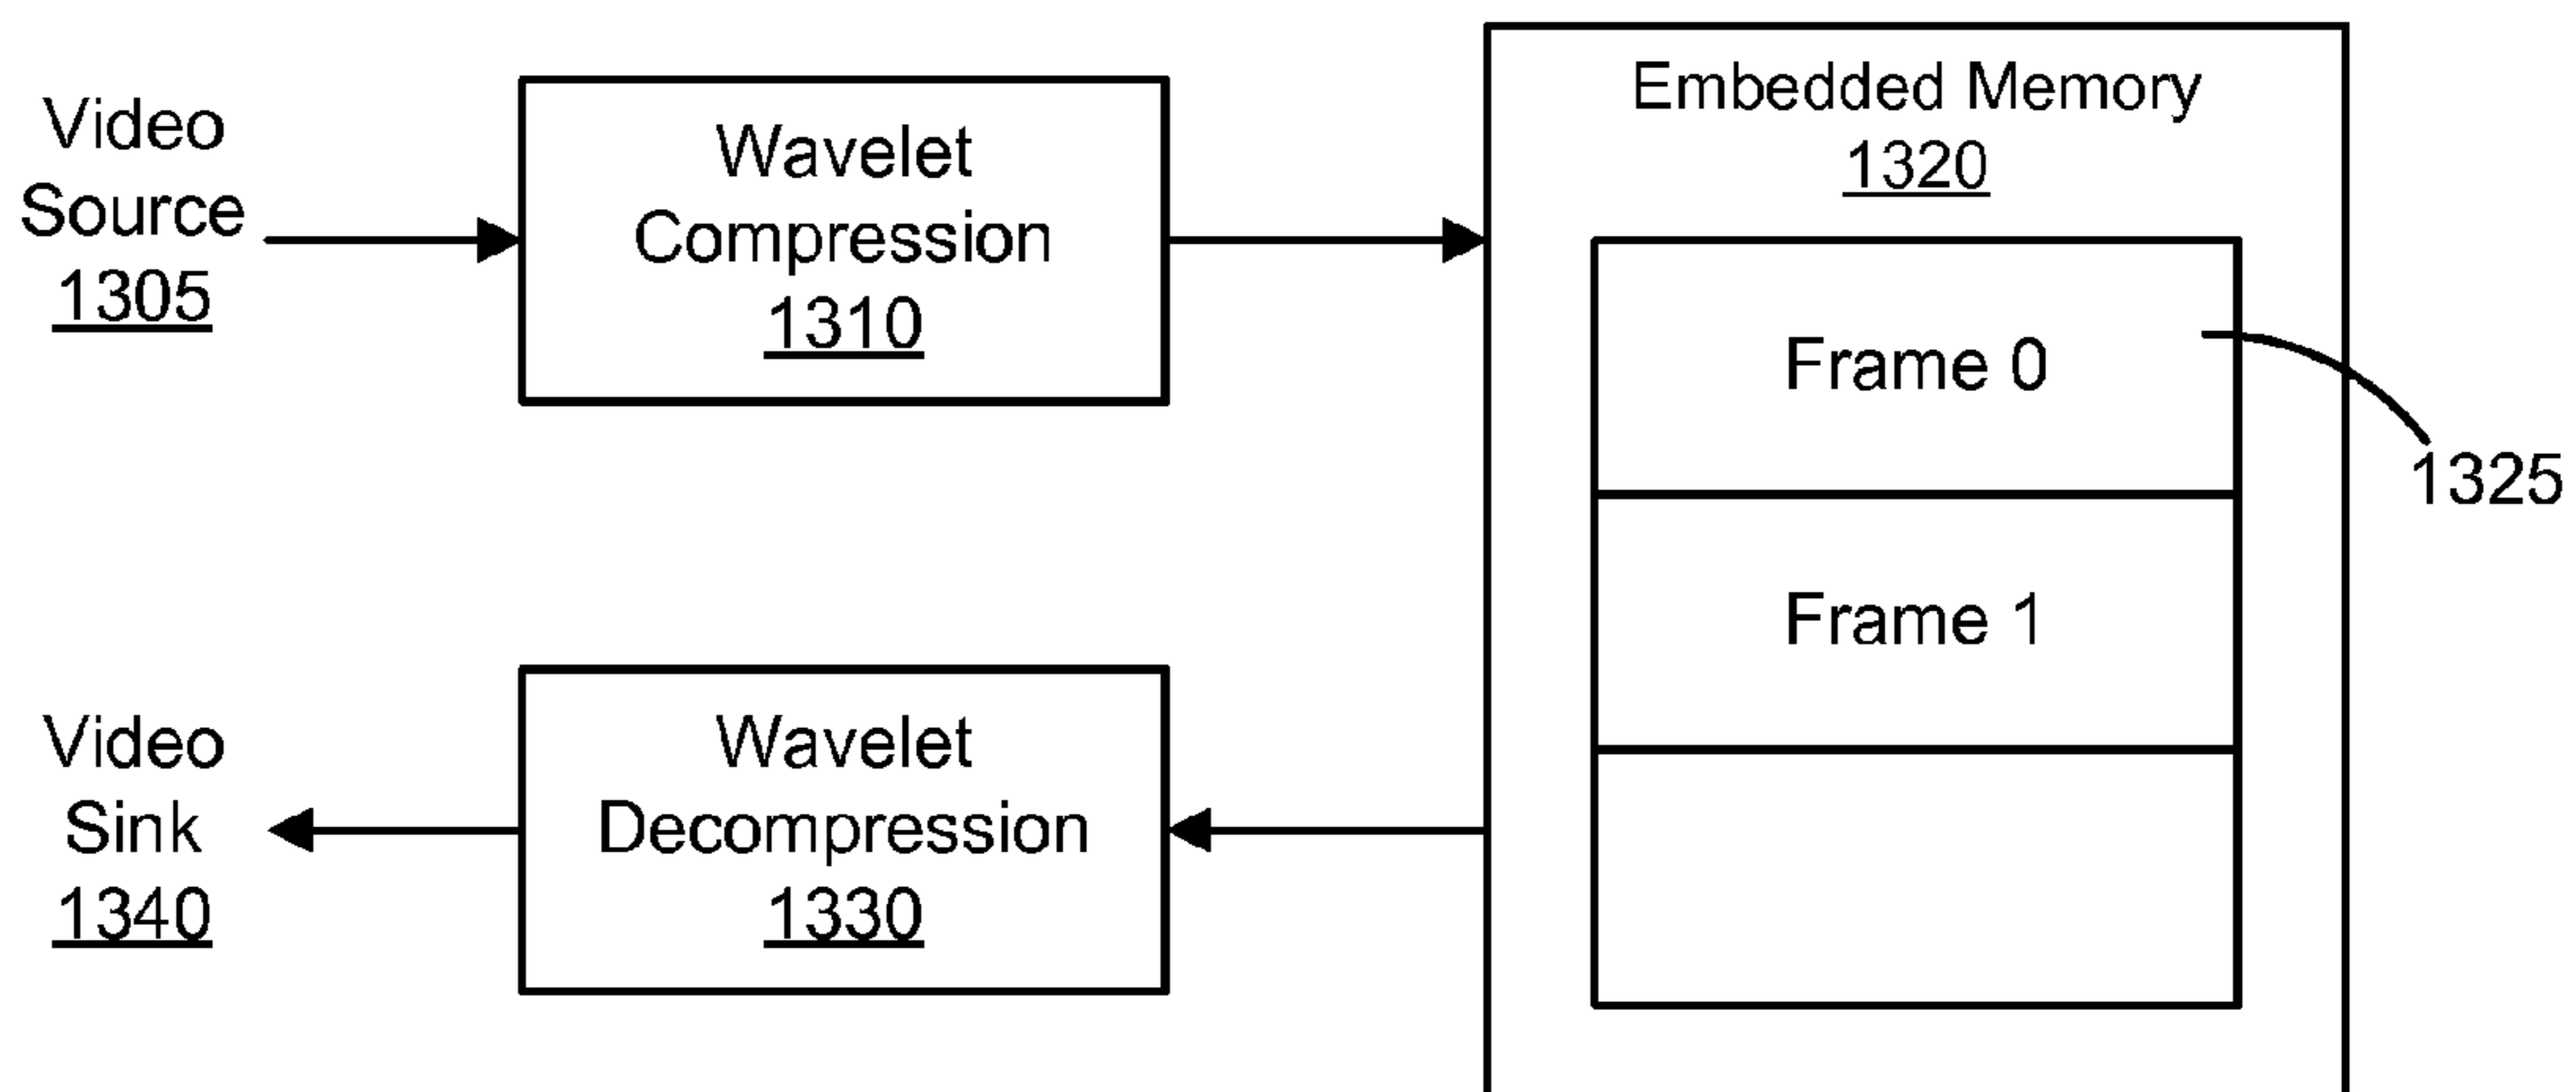 Video
Source
1305
Wavelet
Compression
1310
Embedded Memory
1320
Frame 0
1325
Frame 1
Wavelet
Decompression
1330
Video
Sink
1340